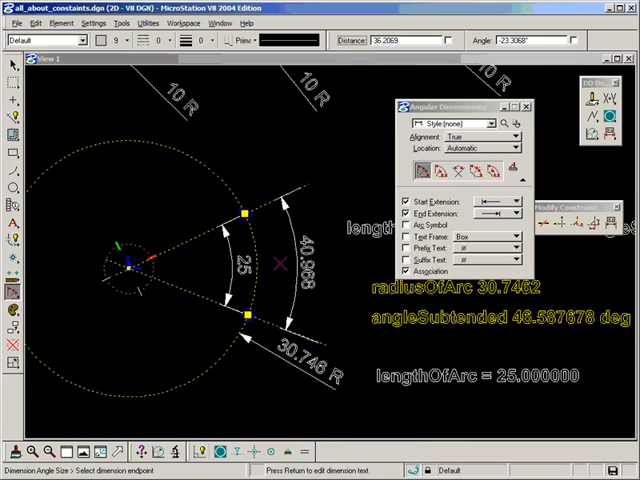 all_about_constaints.dgn (2D - V8 DGN) - MicroStation V8 2004 Edition
File Edit Element Settings Tools Utilities Workspace Window Help
Default 9 0 0 Distance: 36.2069 Angle: -23.3068°
View 1
10 R
10 R
10 R
Angular Dimensioning
Style:(none)
Alignment: True
Location: Automatic
Start Extension:
End Extension:
Arc Symbol
Text Frame: Box
Prefix Text:
Suffix Text:
Association
Modify Constraint
25
40.968
30.746 R
radiusOfArc 30.7462
angleSubtended 46.587678 deg
lengthOfArc = 25.000000
Dimension Angle Size > Select dimension endpoint
Press Return to edit dimension text
Default